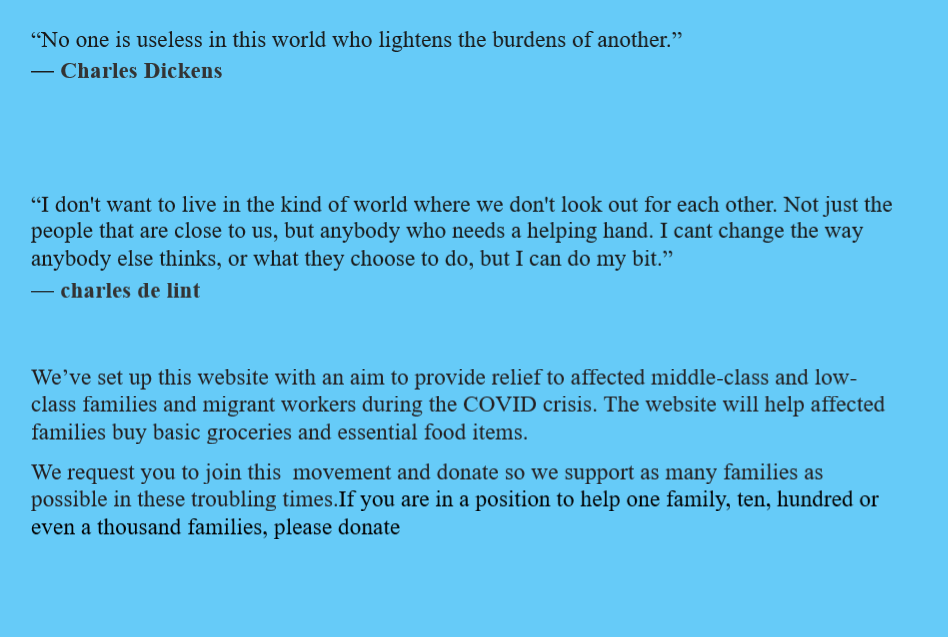 “No one is useless in this world who lightens the burdens of another.”
— Charles Dickens
“I don't want to live in the kind of world where we don't look out for each other. Not just the
people that are close to us, but anybody who needs a helping hand. I cant change the way
anybody else thinks, or what they choose to do, but I can do my bit.”
— charles de lint
We’ve set up this website with an aim to provide relief to affected middle-class and low-
class families and migrant workers during the COVID crisis. The website will help affected
families buy basic groceries and essential food items.
We request you to join this  movement and donate so we support as many families as
possible in these troubling times.If you are in a position to help one family, ten, hundred or
even a thousand families, please donate